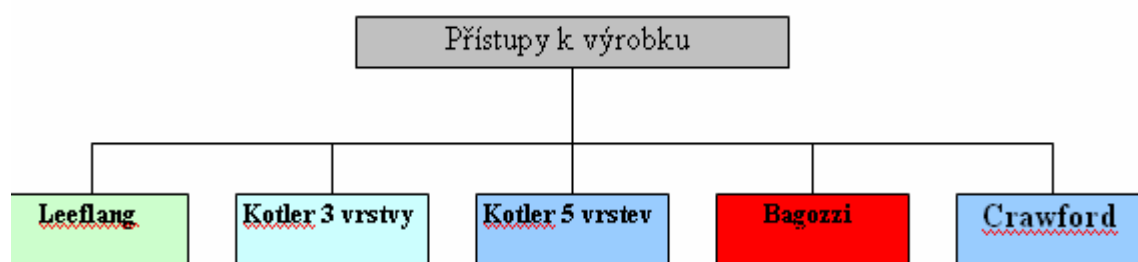 Přístupy k výrobku
Leeflang
Kotler 3 vrstvy
Kotler 5 vrstev
Bagozzi
Crawford